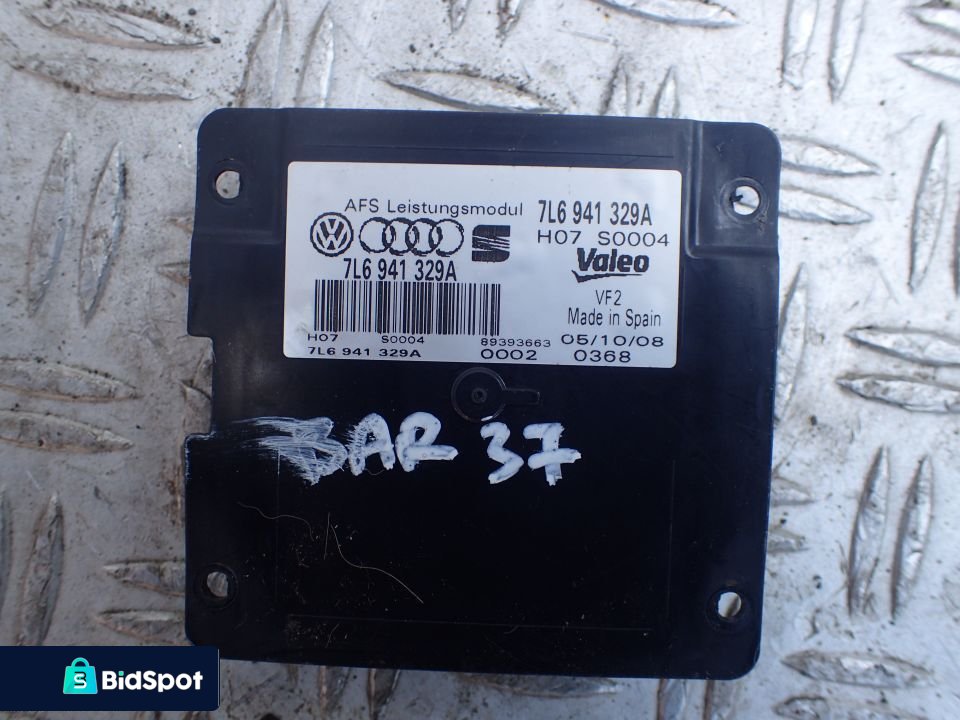 AFS Leistungsmodul 7L6 941 329A
H07 S0004
7L6 941 329A
Valeo
VF2
Made in Spain
H07 S0004 89393663 05/10/08
7L6 941 329A 0002 0368
BAR 37
BidSpot